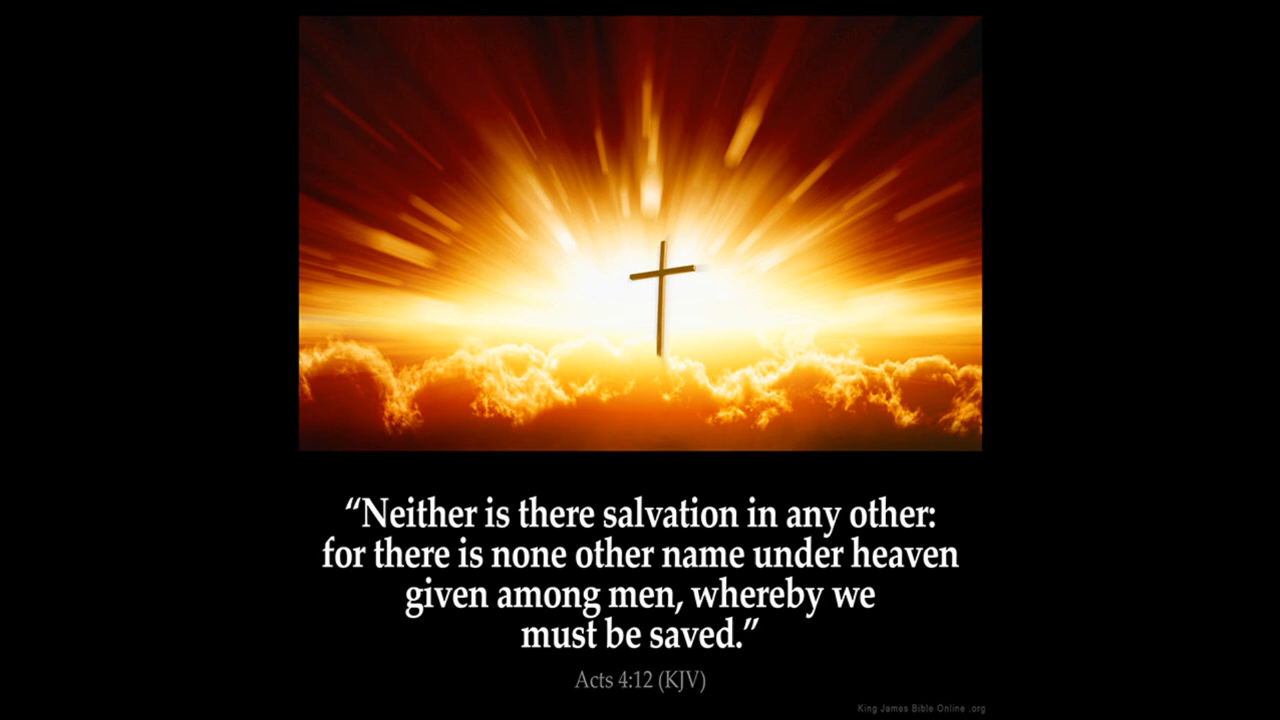 “Neither is there salvation in any other:
for there is none other name under heaven
given among men, whereby we
must be saved.”
Acts 4:12 (KJV)
King James Bible Online .org